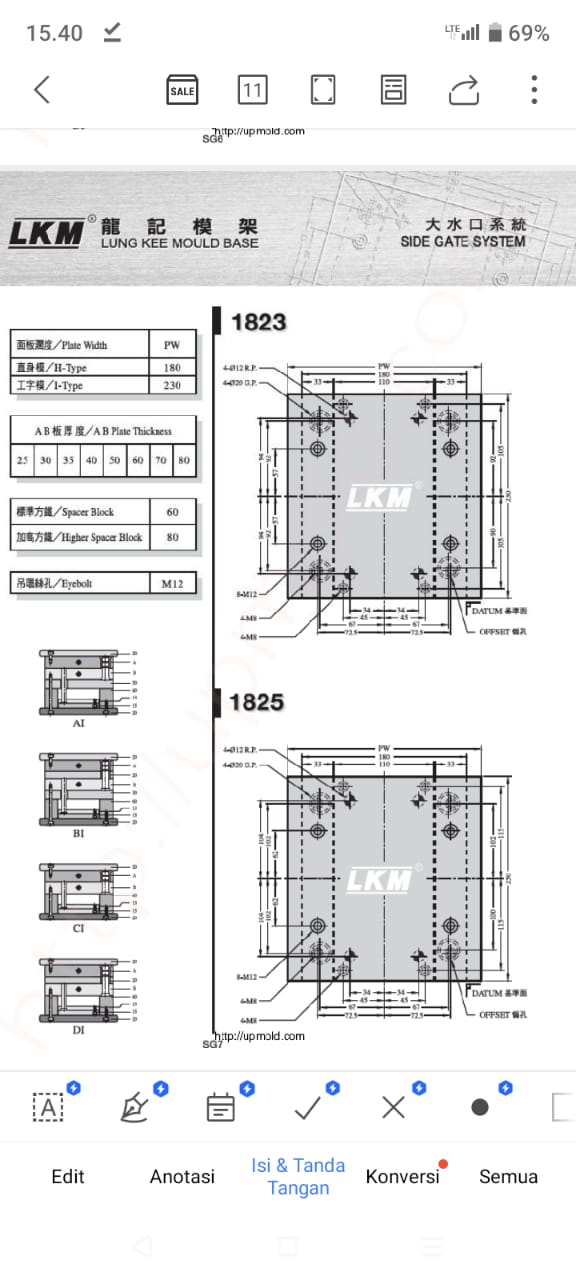 15.40
LTE
69%
SALE
11
http://upmold.com
SG6
LKM® 龍記模架
LUNG KEE MOULD BASE
大水口系統
SIDE GATE SYSTEM
面板濶度/Plate Width PW
直身模/H-Type 180
工字模/I-Type 230
A B 板厚度/A B Plate Thickness
25 30 35 40 50 60 70 80
標準方鐵/Spacer Block 60
加高方鐵/Higher Spacer Block 80
吊環絲孔/Eyebolt M12
AI
BI
CI
DI
1823
4-Ø12 R.P.
4-Ø20 G.P.
PW
180
33 110 33
94 92 57
57 92 94
92 105
90 105
230
LKM®
8-M12
4-M8
4-M8
34 34
45 45
67 67
72.5 72.5
DATUM 基準面
OFFSET 偏孔
1825
4-Ø12 R.P.
4-Ø20 G.P.
PW
180
33 110 33
104 102 62
62 102 104
102 115
100 115
250
LKM®
8-M12
4-M8
4-M8
34 34
45 45
67 67
72.5 72.5
DATUM 基準面
OFFSET 偏孔
http://upmold.com
SG7
A
Edit
Anotasi
Isi & Tanda Tangan
Konversi
Semua